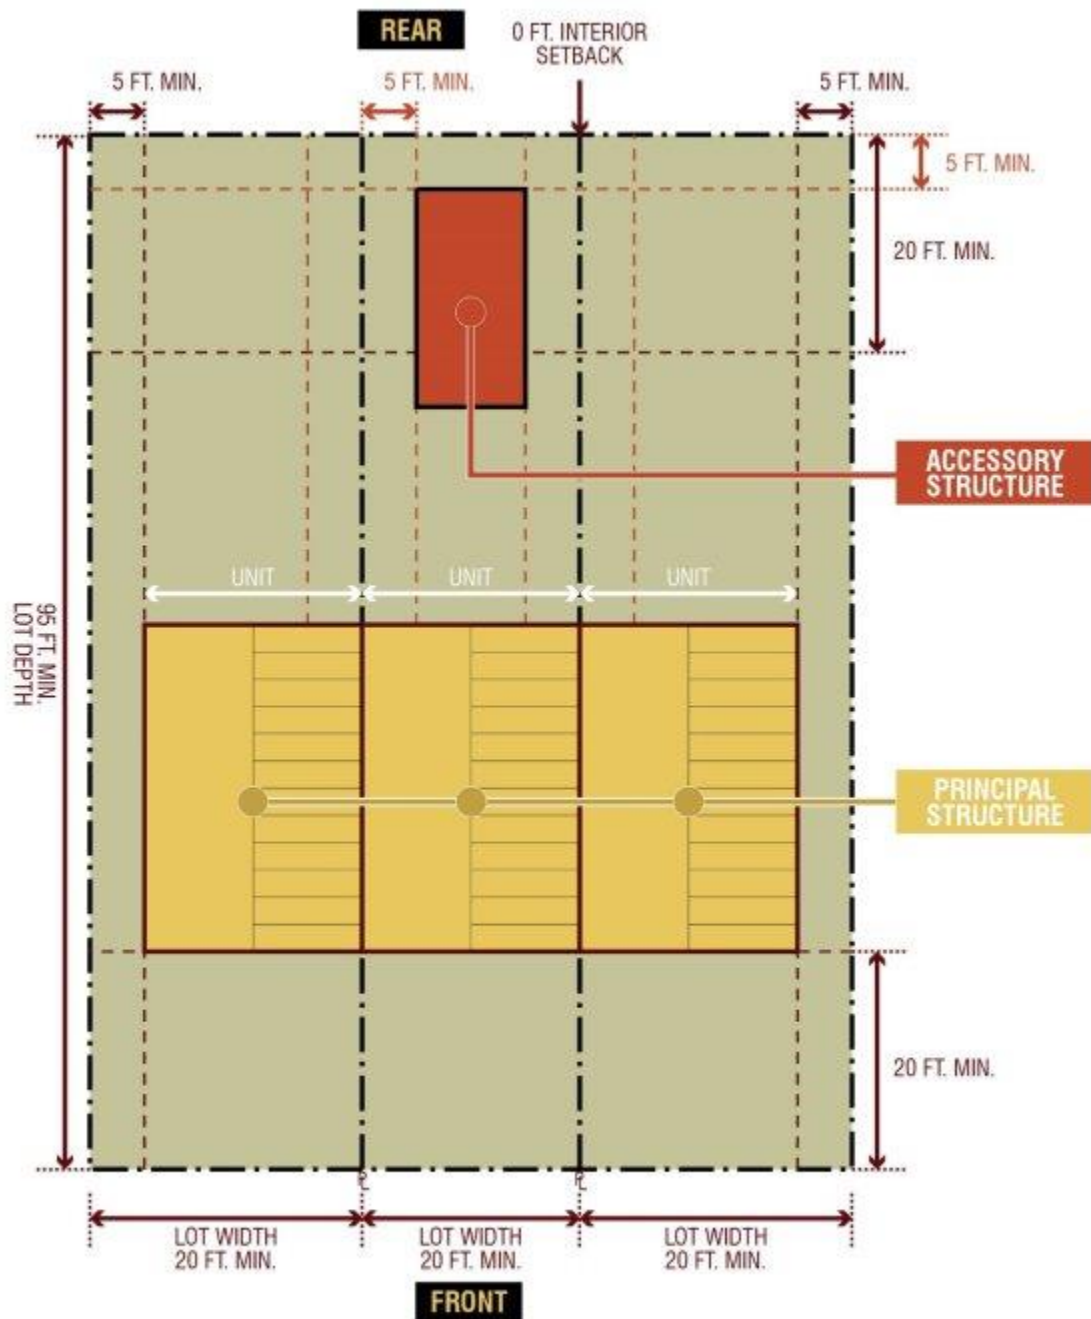 REAR
0 FT. INTERIOR
SETBACK
5 FT. MIN.
5 FT. MIN.
5 FT. MIN.
5 FT. MIN.
20 FT. MIN.
ACCESSORY
STRUCTURE
UNIT
UNIT
UNIT
95 FT. MIN.
LOT DEPTH
PRINCIPAL
STRUCTURE
20 FT. MIN.
PL
PL
LOT WIDTH
20 FT. MIN.
LOT WIDTH
20 FT. MIN.
LOT WIDTH
20 FT. MIN.
FRONT